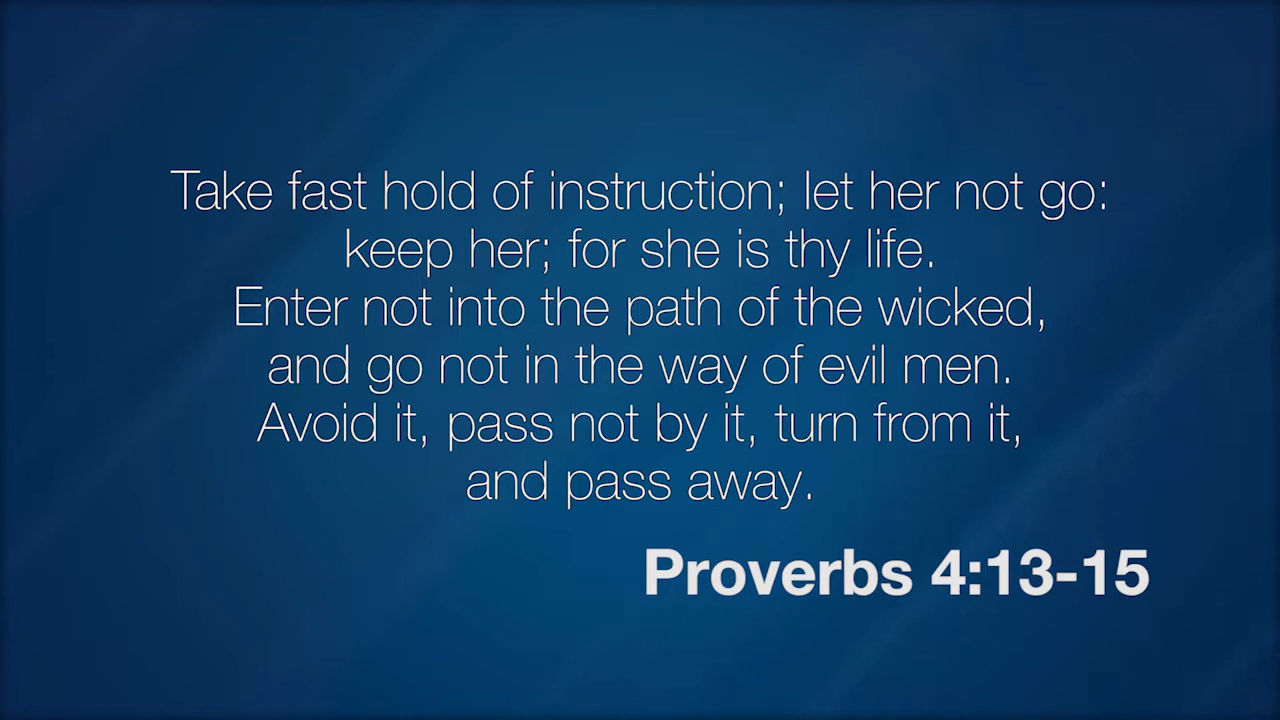 Take fast hold of instruction; let her not go:
keep her; for she is thy life.
Enter not into the path of the wicked,
and go not in the way of evil men.
Avoid it, pass not by it, turn from it,
and pass away.
Proverbs 4:13-15